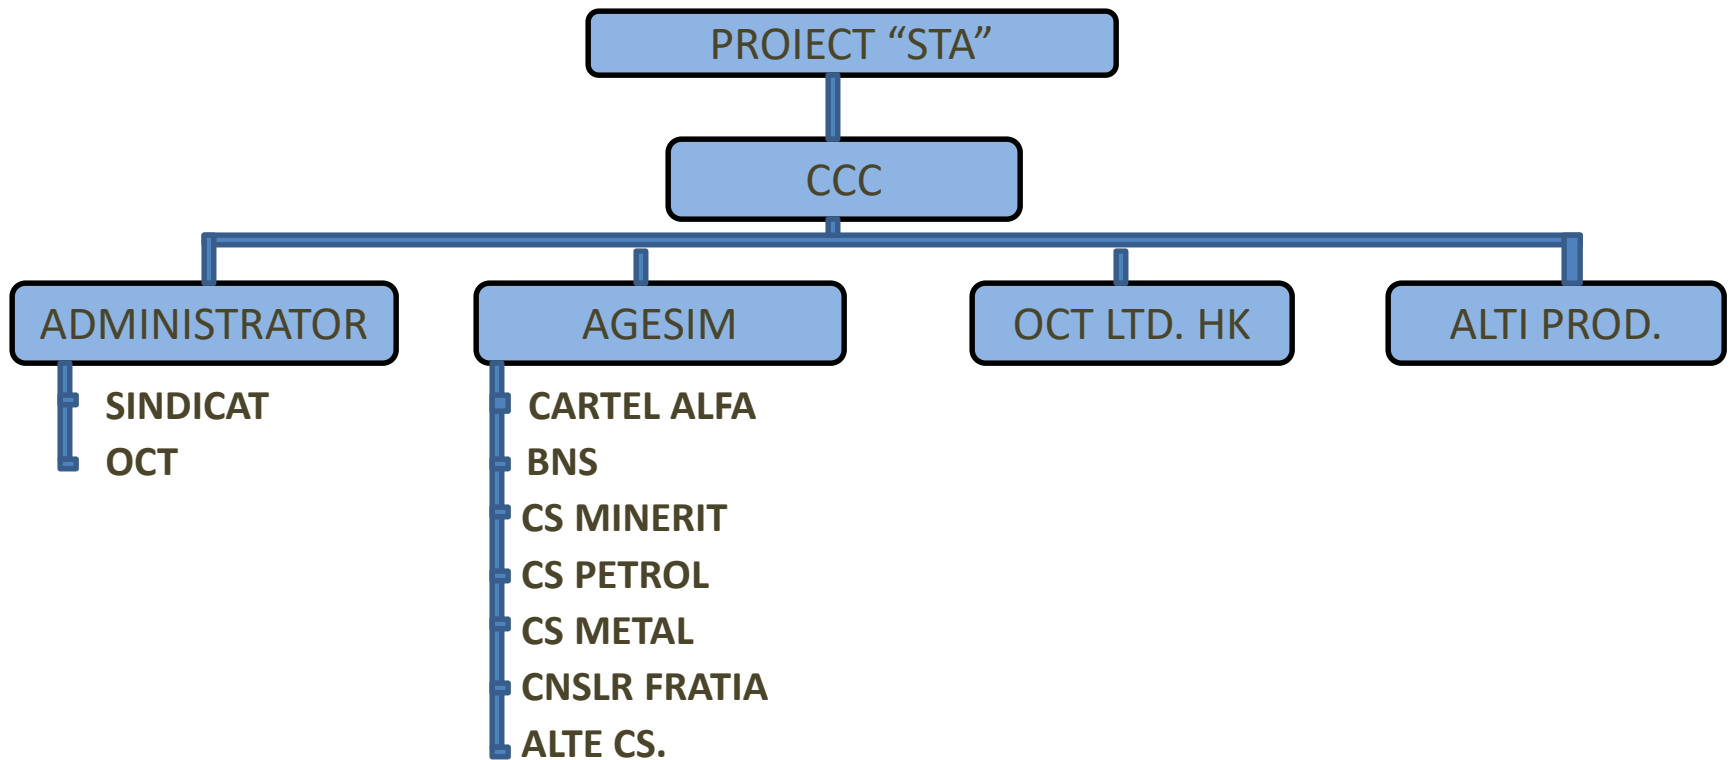 PROIECT “STA”
CCC
ADMINISTRATOR
AGESIM
OCT LTD. HK
ALTI PROD.
SINDICAT
OCT
CARTEL ALFA
BNS
CS MINERIT
CS PETROL
CS METAL
CNSLR FRATIA
ALTE CS.